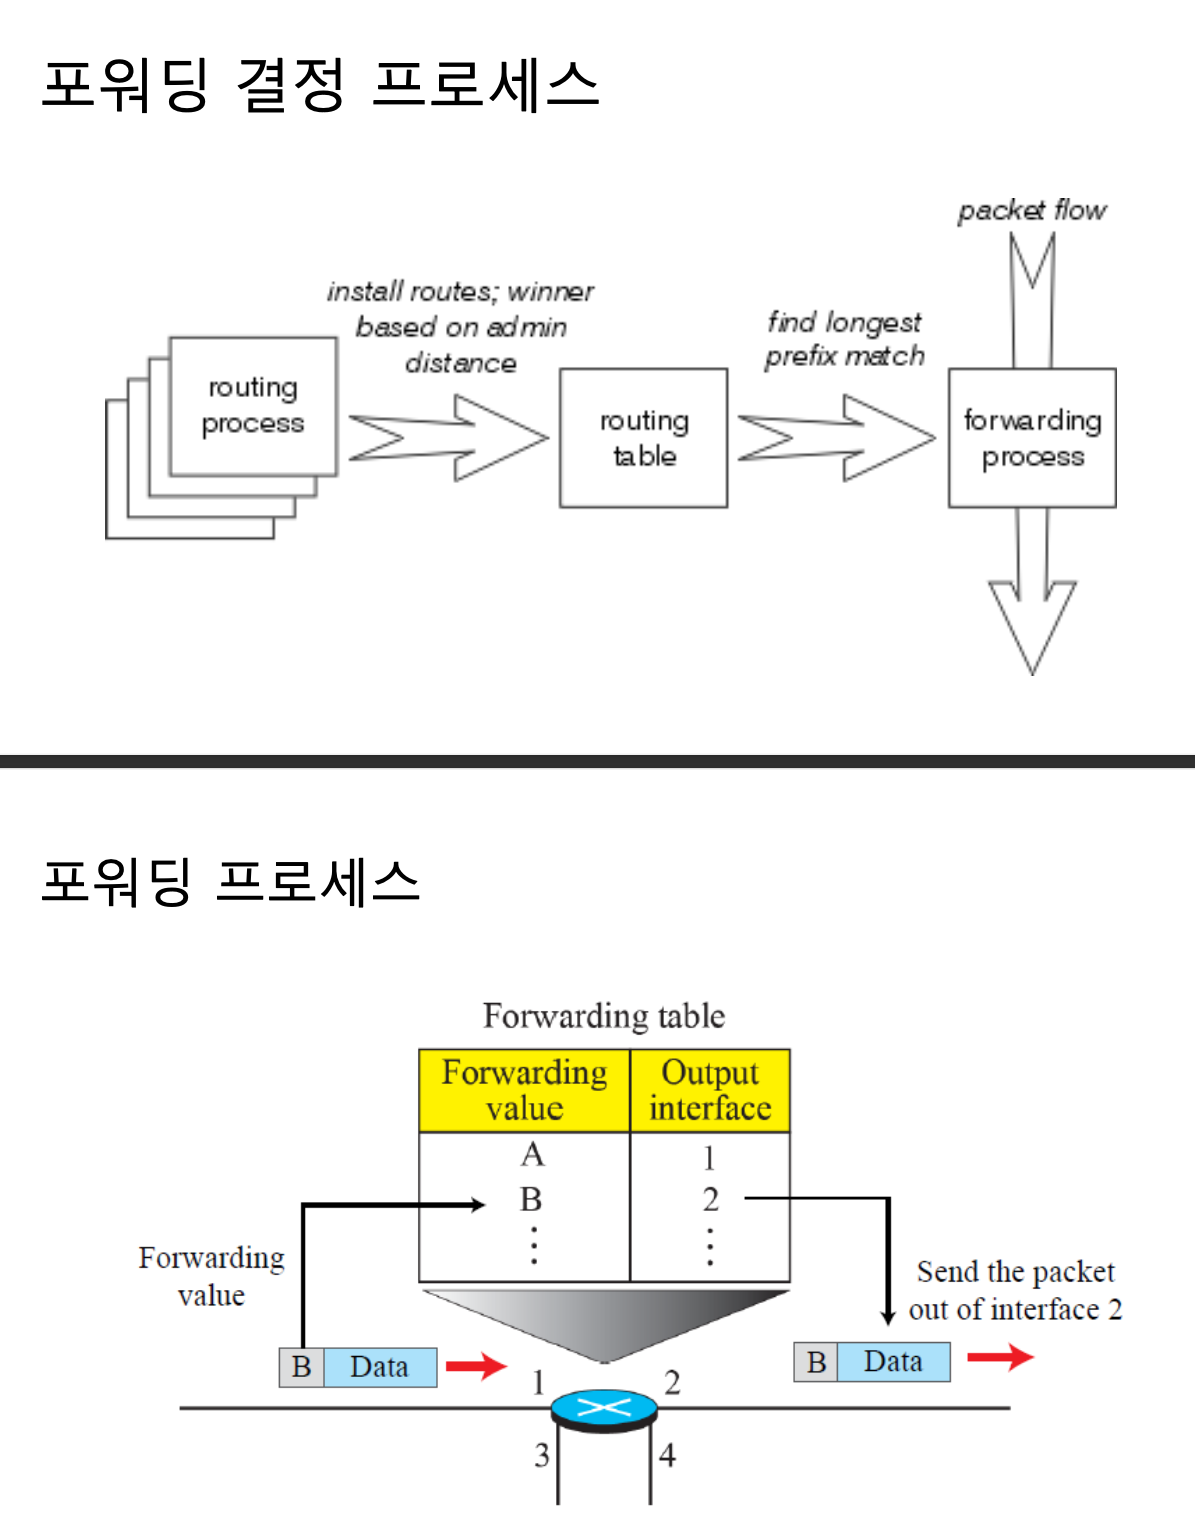 포워딩 결정 프로세스
packet flow
install routes; winner
based on admin
distance
find longest
prefix match
routing
process
routing
table
forwarding
process
포워딩 프로세스
Forwarding table
Forwarding
value
Output
interface
A 1
B 2
Forwarding
value
Send the packet
out of interface 2
B Data
B Data
1 2
3 4